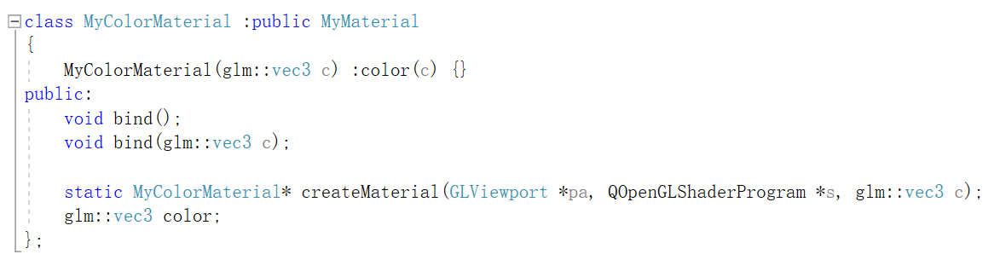 class MyColorMaterial :public MyMaterial
{
MyColorMaterial(glm::vec3 c) :color(c) {}
public:
void bind();
void bind(glm::vec3 c);
static MyColorMaterial* createMaterial(GLViewport *pa, QOpenGLShaderProgram *s, glm::vec3 c);
glm::vec3 color;
};